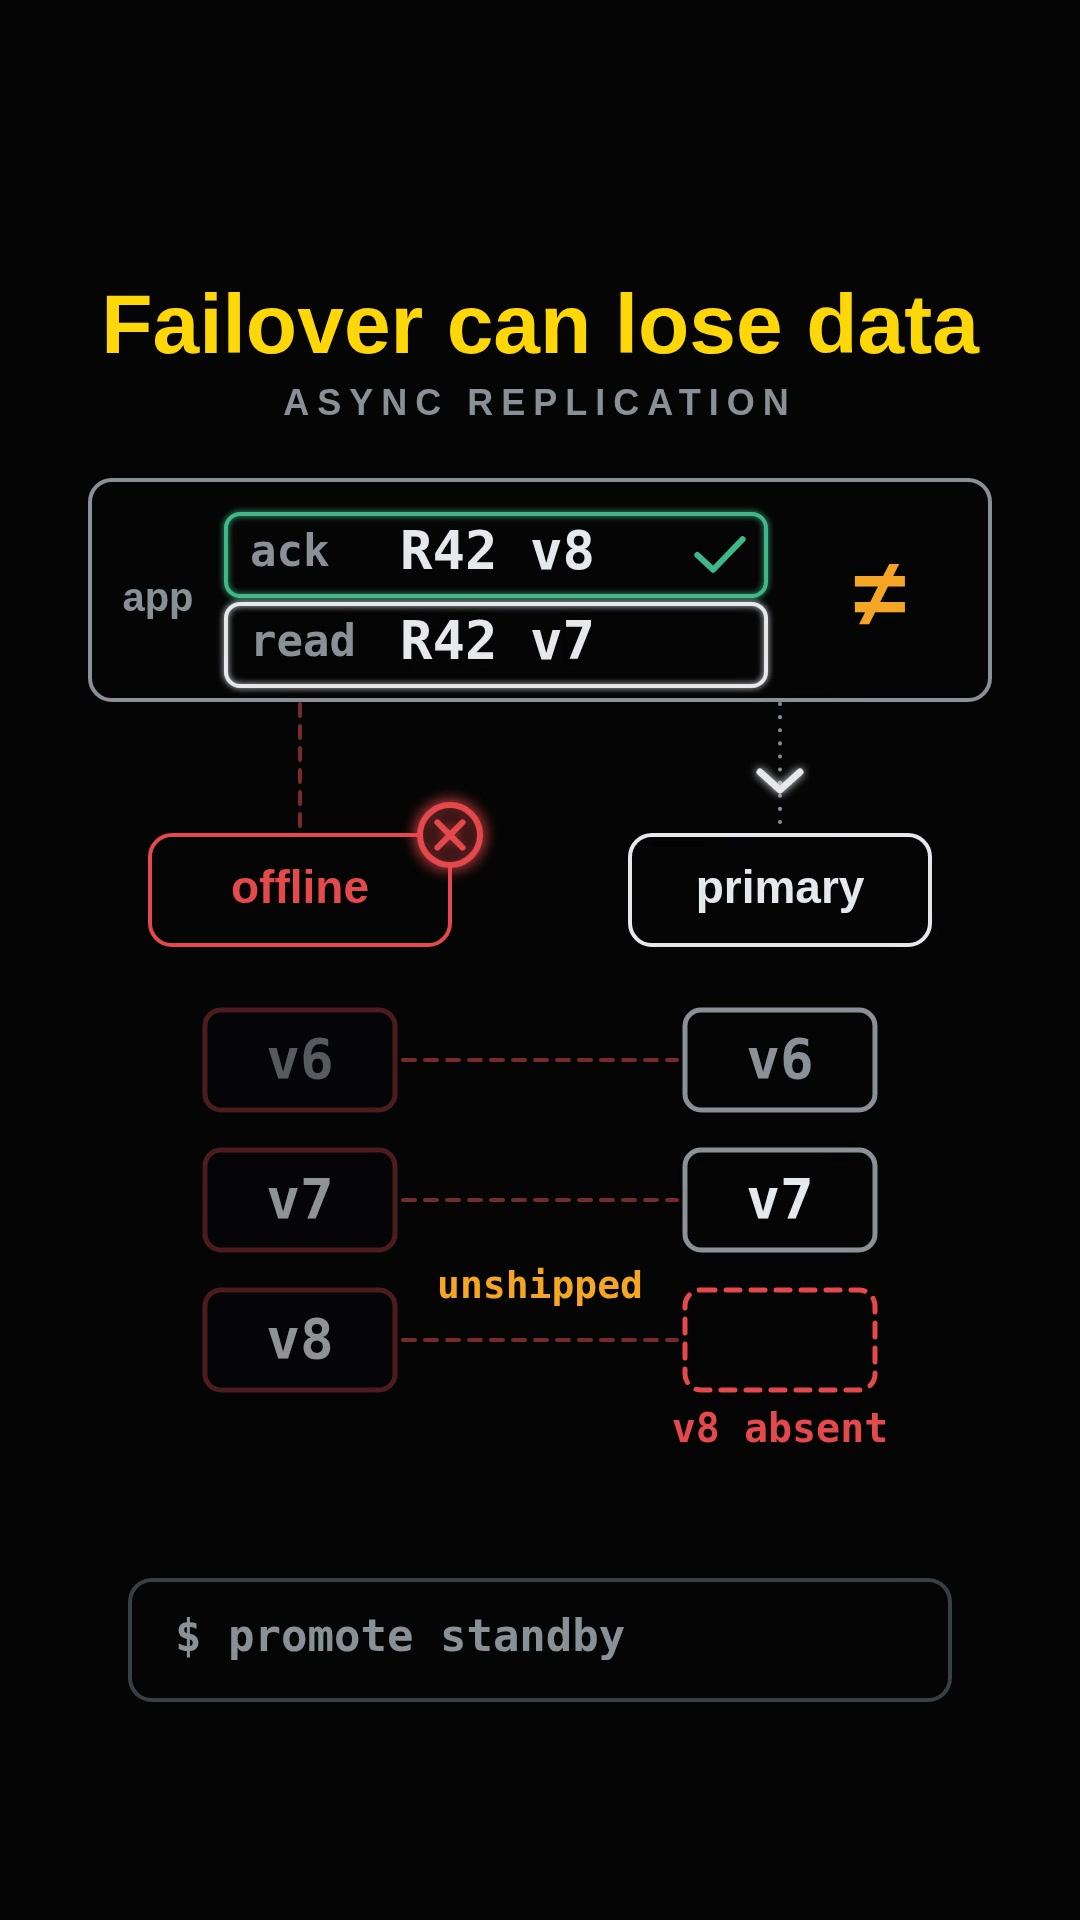 Failover can lose data
ASYNC REPLICATION
app
ack R42 v8 ✓
≠
read R42 v7
offline
primary
v6 v6
v7 v7
unshipped
v8
v8 absent
$ promote standby